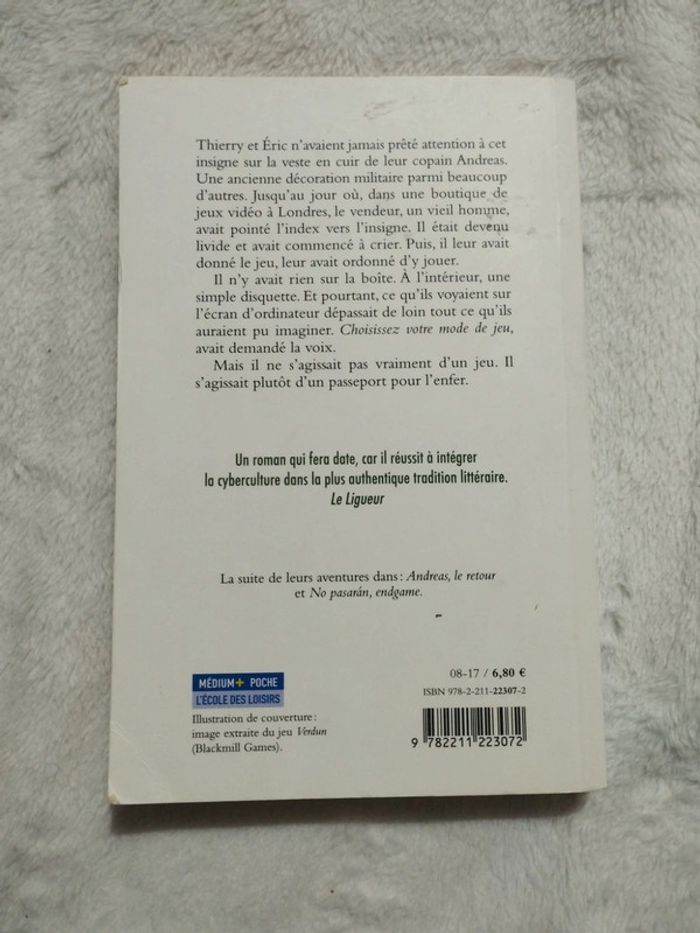 Thierry et Éric n'avaient jamais prêté attention à cet
insigne sur la veste en cuir de leur copain Andreas.
Une ancienne décoration militaire parmi beaucoup
d'autres. Jusqu'au jour où, dans une boutique de
jeux vidéo à Londres, le vendeur, un vieil homme,
avait pointé l'index vers l'insigne. Il était devenu
livide et avait commencé à crier. Puis, il leur avait
donné le jeu, leur avait ordonné d'y jouer.
Il n'y avait rien sur la boîte. À l'intérieur, une
simple disquette. Et pourtant, ce qu'ils voyaient sur
l'écran d'ordinateur dépassait de loin tout ce qu'ils
auraient pu imaginer. Choisissez votre mode de jeu,
avait demandé la voix.
Mais il ne s'agissait pas vraiment d'un jeu. Il
s'agissait plutôt d'un passeport pour l'enfer.
Un roman qui fera date, car il réussit à intégrer
la cyberculture dans la plus authentique tradition littéraire.
Le Ligueur
La suite de leurs aventures dans : Andreas, le retour
et No pasarán, endgame.
MÉDIUM+ POCHE
L'ÉCOLE DES LOISIRS
Illustration de couverture :
image extraite du jeu Verdun
(Blackmill Games).
08-17 / 6,80 €
ISBN 978-2-211-22307-2
9 782211 223072